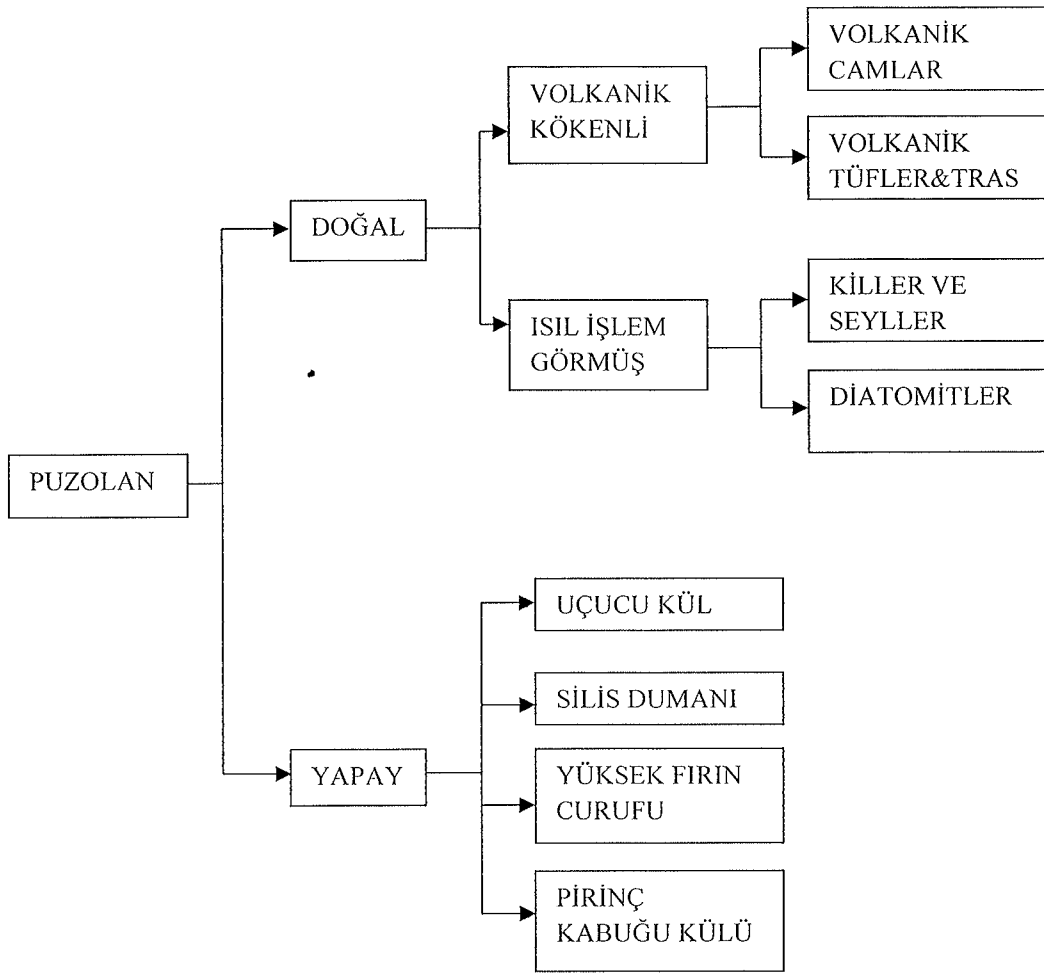 PUZOLAN
DOĞAL
VOLKANİK
KÖKENLİ
VOLKANİK
CAMLAR
VOLKANİK
TÜFLER&TRAS
ISIL İŞLEM
GÖRMÜŞ
KİLLER VE
SEYLLER
DİATOMİTLER
YAPAY
UÇUCU KÜL
SİLİS DUMANI
YÜKSEK FIRIN
CURUFU
PİRİNÇ
KABUĞU KÜLÜ